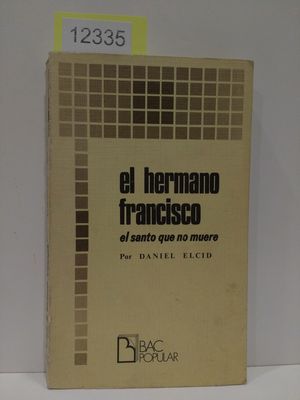 12335
el hermano
francisco
el santo que no muere
Por DANIEL ELCID
BAC
POPULAR